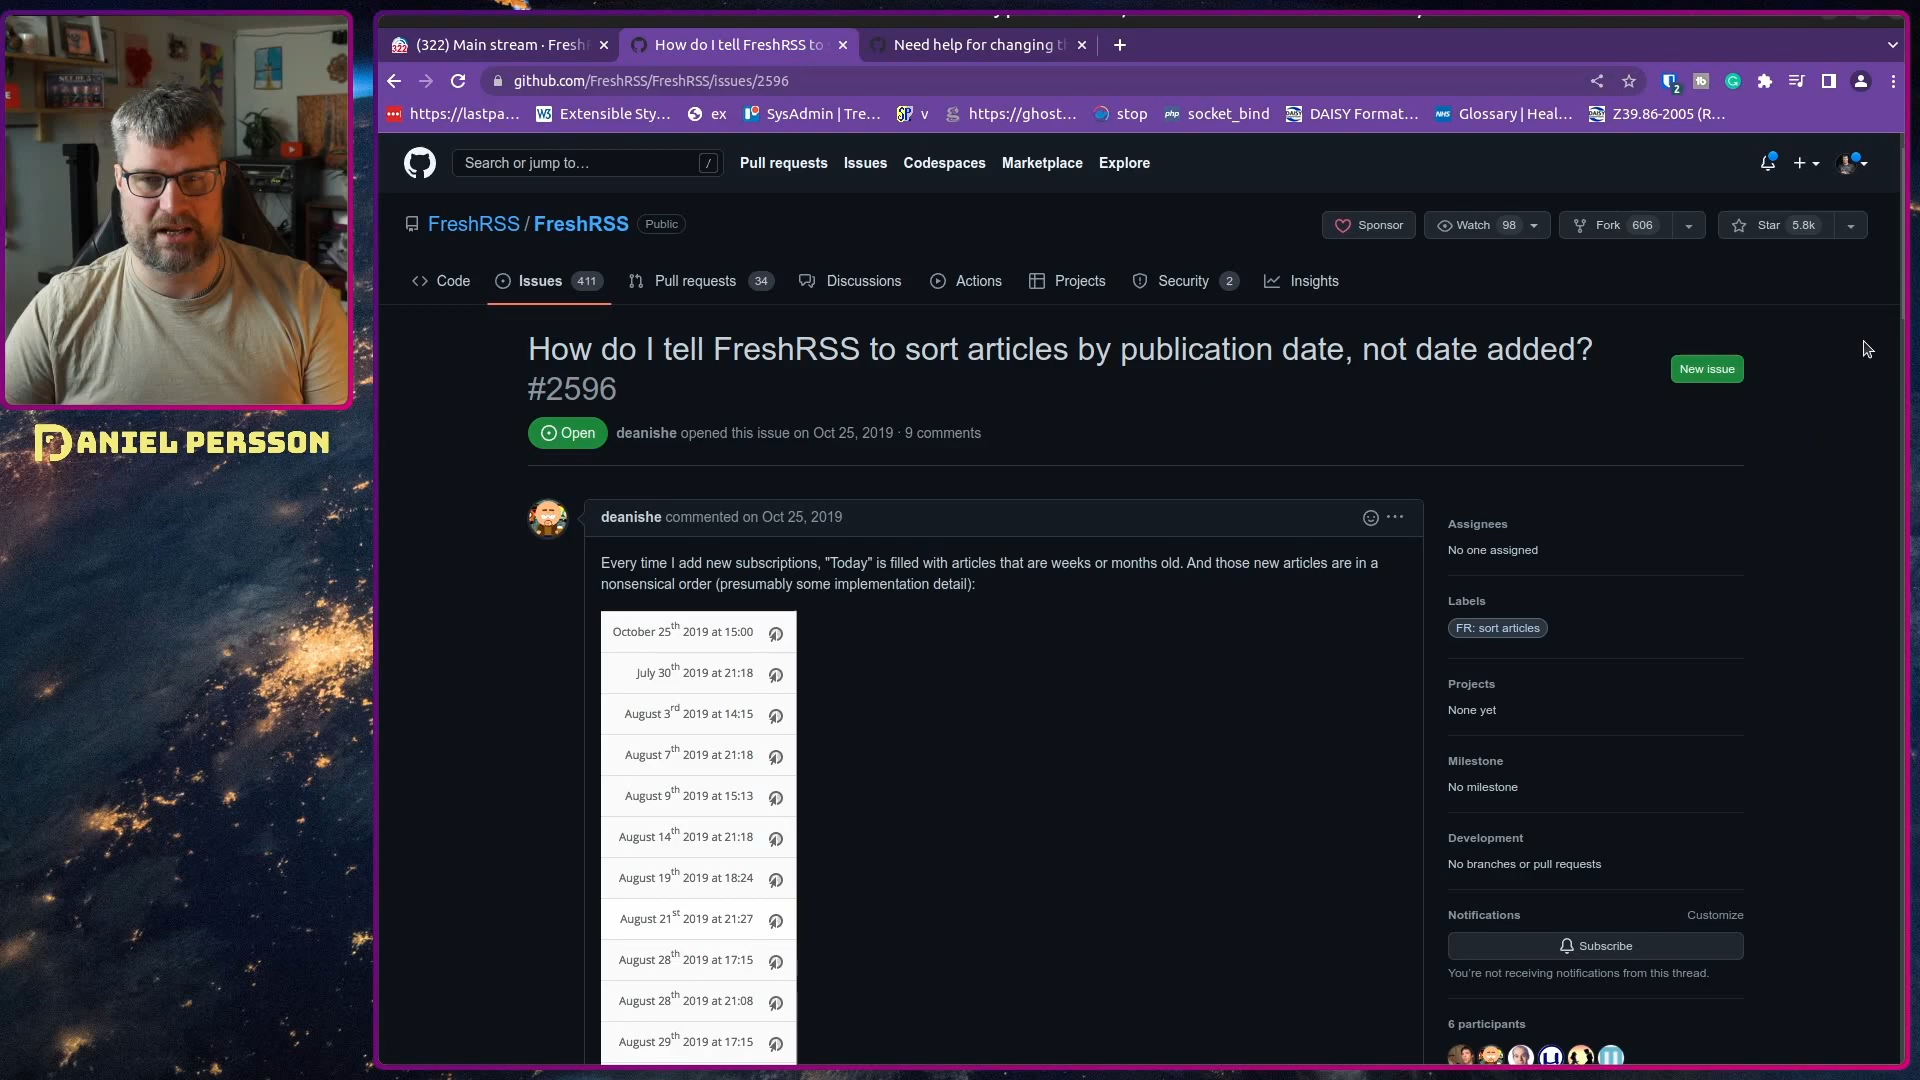 (322) Main stream · FreshR
How do I tell FreshRSS to
Need help for changing t
github.com/FreshRSS/FreshRSS/issues/2596
https://lastpa...
Extensible Sty...
ex
SysAdmin | Tre...
v
https://ghost...
stop
php
socket_bind
DAISY Format...
NHS
Glossary | Heal...
Z39.86-2005 (R...
DANIEL PERSSON
Search or jump to...
/
Pull requests
Issues
Codespaces
Marketplace
Explore
FreshRSS / FreshRSS
Public
Sponsor
Watch 98
Fork 606
Star 5.8k
Code
Issues 411
Pull requests 34
Discussions
Actions
Projects
Security 2
Insights
How do I tell FreshRSS to sort articles by publication date, not date added?
#2596
New issue
Open
deanishe opened this issue on Oct 25, 2019 · 9 comments
deanishe commented on Oct 25, 2019
Every time I add new subscriptions, "Today" is filled with articles that are weeks or months old. And those new articles are in a
nonsensical order (presumably some implementation detail):
October 25th 2019 at 15:00
July 30th 2019 at 21:18
August 3rd 2019 at 14:15
August 7th 2019 at 21:18
August 9th 2019 at 15:13
August 14th 2019 at 21:18
August 19th 2019 at 18:24
August 21st 2019 at 21:27
August 28th 2019 at 17:15
August 28th 2019 at 21:08
August 29th 2019 at 17:15
Assignees
No one assigned
Labels
FR: sort articles
Projects
None yet
Milestone
No milestone
Development
No branches or pull requests
Notifications
Customize
Subscribe
You're not receiving notifications from this thread.
6 participants